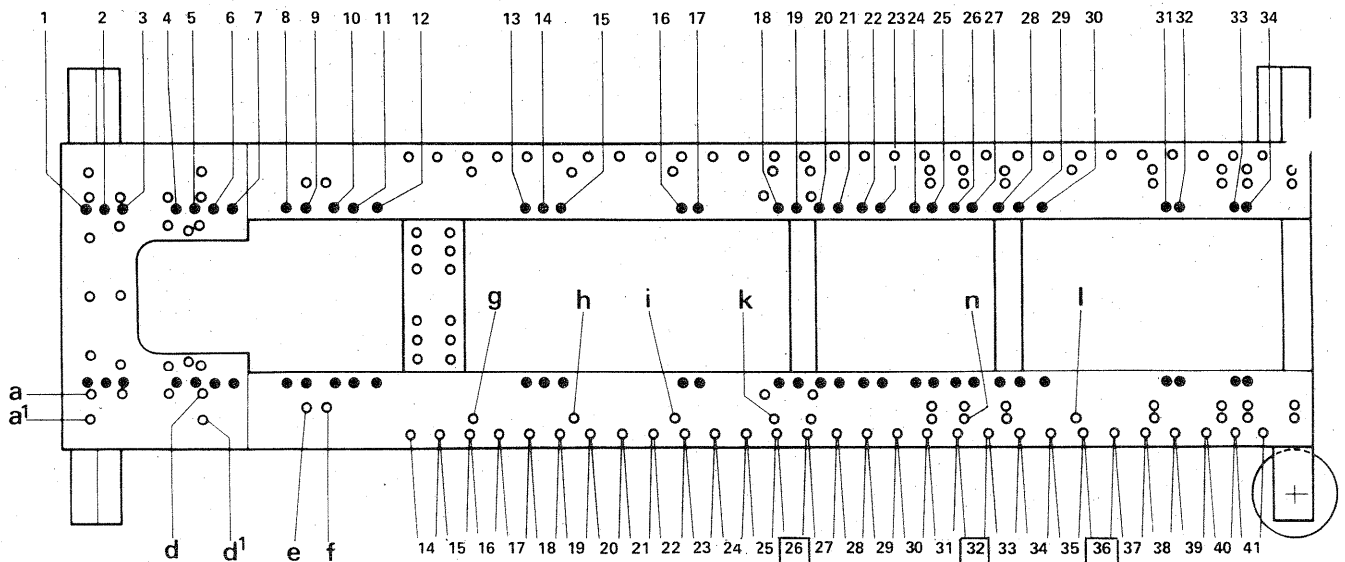 1 2 3 4 5 6 7 8 9 10 11 12 13 14 15 16 17 18 19 20 21 22 23 24 25 26 27 28 29 30 31 32 33 34
g h i k n l
a
a¹
d d¹ e f
14 15 16 17 18 19 20 21 22 23 24 25 26 27 28 29 30 31 32 33 34 35 36 37 38 39 40 41